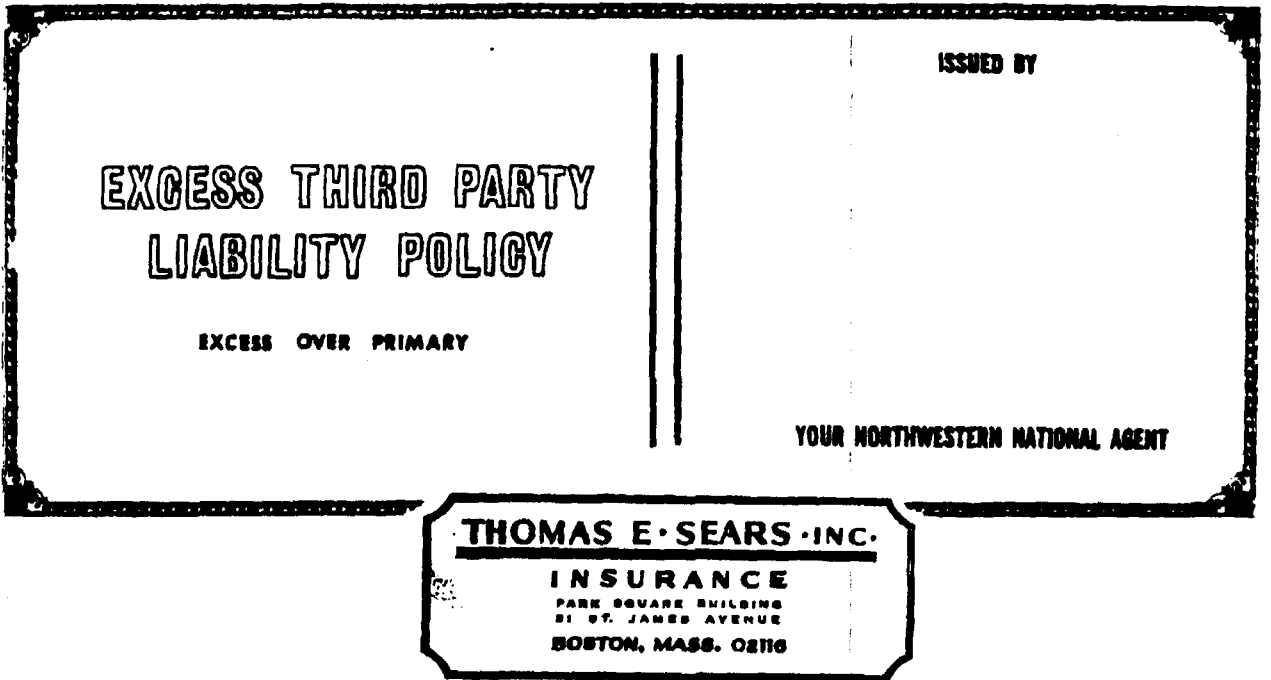 EXCESS THIRD PARTY
LIABILITY POLICY
EXCESS OVER PRIMARY
ISSUED BY
YOUR NORTHWESTERN NATIONAL AGENT
THOMAS E. SEARS INC.
INSURANCE
PARK SQUARE BUILDING
31 ST. JAMES AVENUE
BOSTON, MASS. 02116